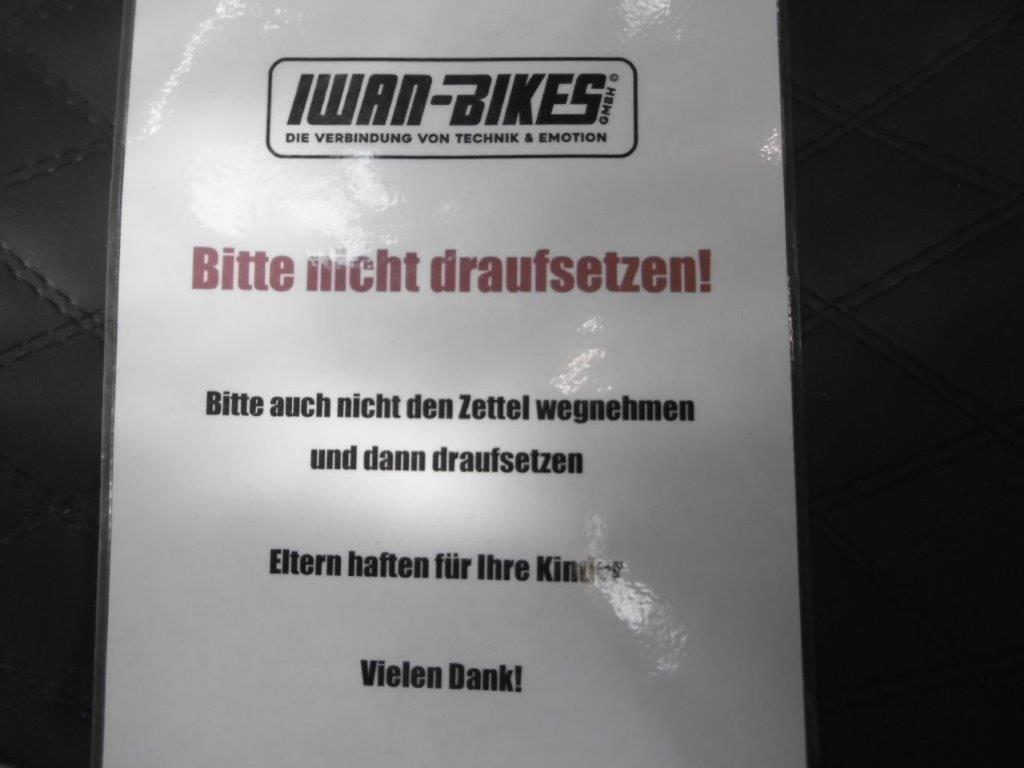 IWAN-BIKES GMBH ©
DIE VERBINDUNG VON TECHNIK & EMOTION
Bitte nicht draufsetzen!
Bitte auch nicht den Zettel wegnehmen
und dann draufsetzen
Eltern haften für Ihre Kinder
Vielen Dank!